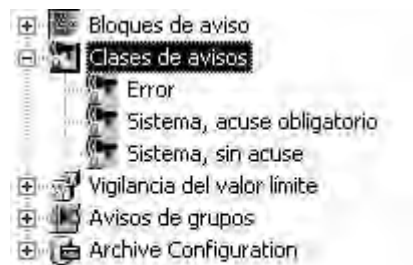 Bloques de aviso
Clases de avisos
Error
Sistema, acuse obligatorio
Sistema, sin acuse
Vigilancia del valor límite
Avisos de grupos
Archive Configuration